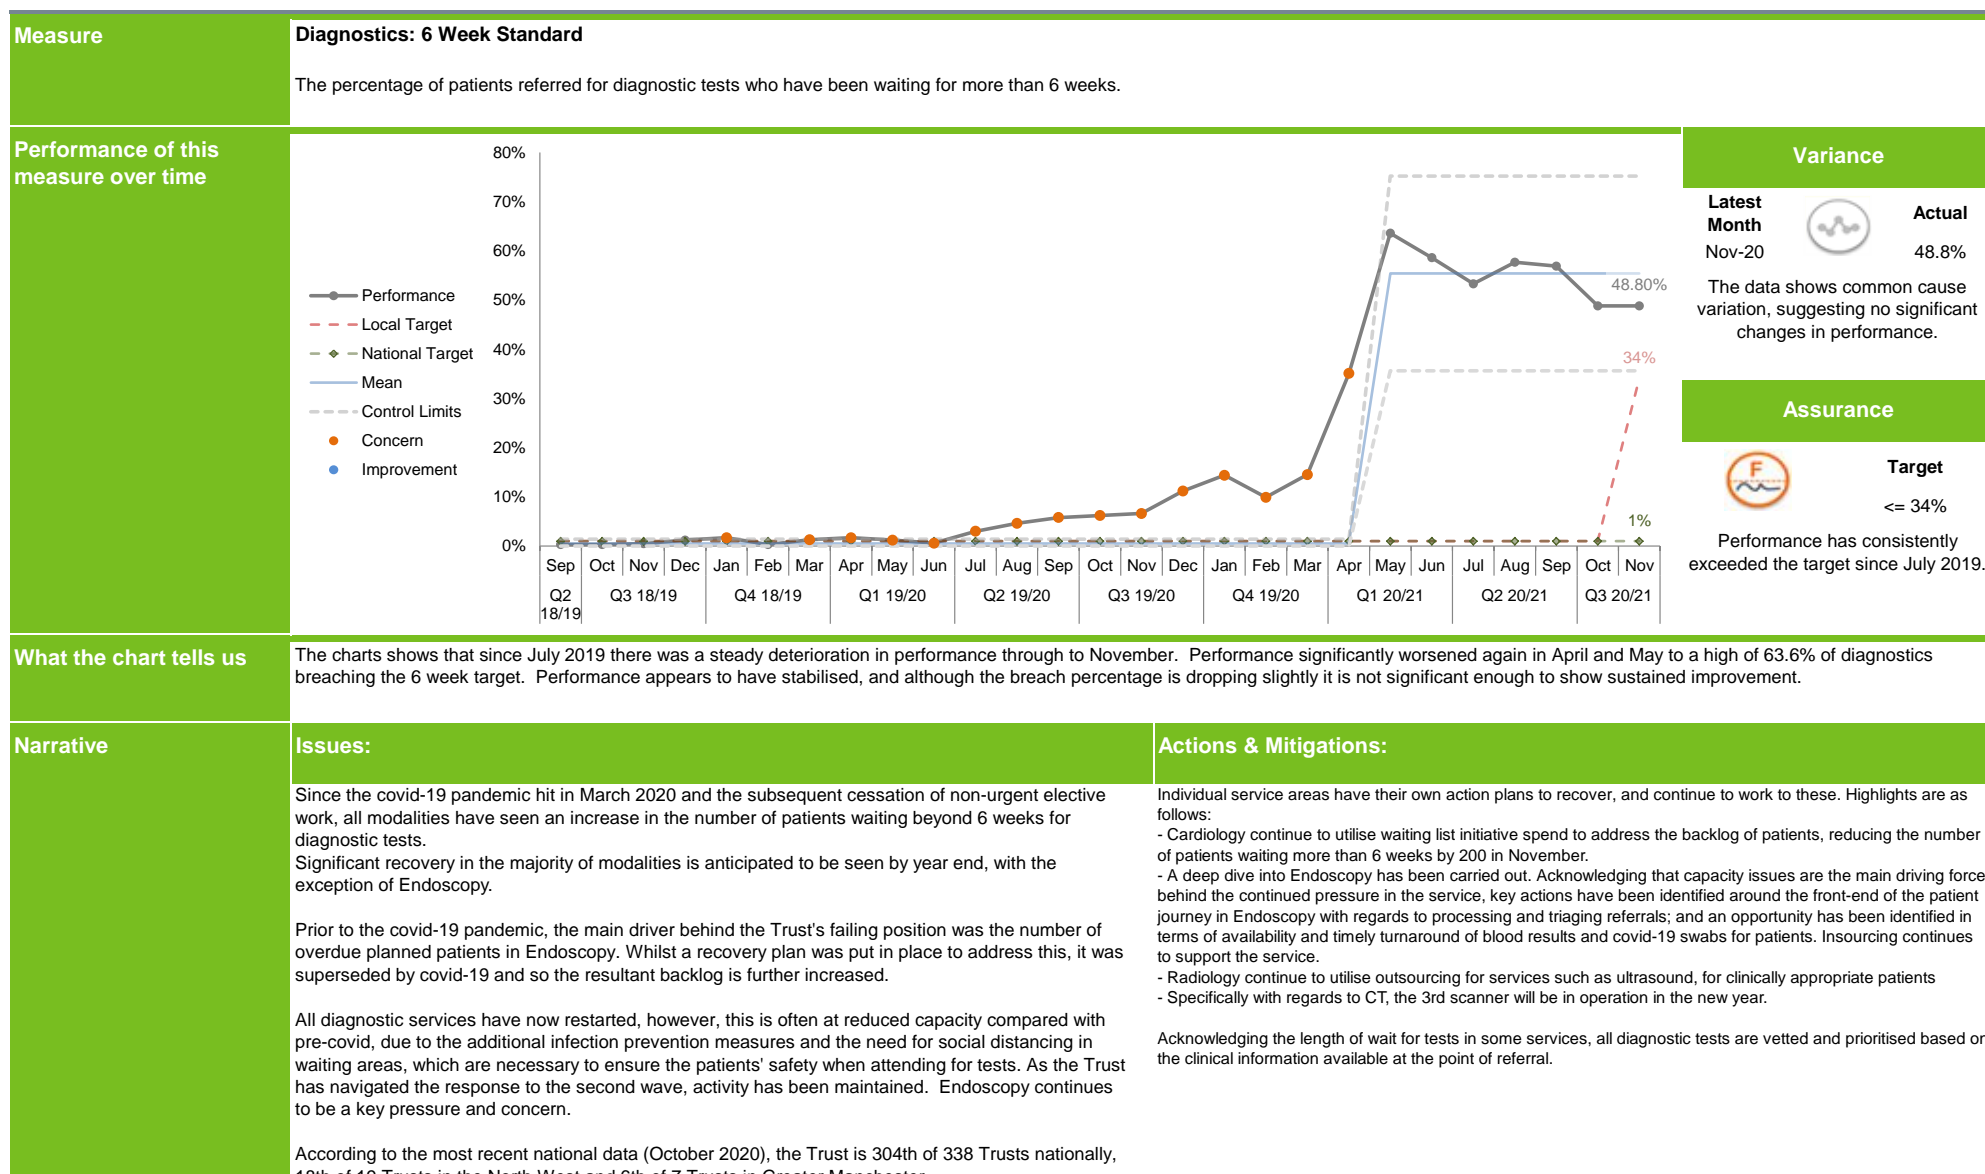 Measure
Diagnostics: 6 Week Standard
The percentage of patients referred for diagnostic tests who have been waiting for more than 6 weeks.
Performance of this
measure over time
80%
70%
60%
50%
40%
30%
20%
10%
0%
Performance
Local Target
National Target
Mean
Control Limits
Concern
Improvement
48.80%
34%
1%
Sep Oct Nov Dec Jan Feb Mar Apr May Jun Jul Aug Sep Oct Nov Dec Jan Feb Mar Apr May Jun Jul Aug Sep Oct Nov
Q2 Q3 18/19 Q4 18/19 Q1 19/20 Q2 19/20 Q3 19/20 Q4 19/20 Q1 20/21 Q2 20/21 Q3 20/21
18/19
Variance
Latest
Month
Actual
Nov-20
48.8%
The data shows common cause
variation, suggesting no significant
changes in performance.
Assurance
F
Target
<= 34%
Performance has consistently
exceeded the target since July 2019.
What the chart tells us
The charts shows that since July 2019 there was a steady deterioration in performance through to November. Performance significantly worsened again in April and May to a high of 63.6% of diagnostics
breaching the 6 week target. Performance appears to have stabilised, and although the breach percentage is dropping slightly it is not significant enough to show sustained improvement.
Narrative
Issues:
Since the covid-19 pandemic hit in March 2020 and the subsequent cessation of non-urgent elective
work, all modalities have seen an increase in the number of patients waiting beyond 6 weeks for
diagnostic tests.
Significant recovery in the majority of modalities is anticipated to be seen by year end, with the
exception of Endoscopy.
Prior to the covid-19 pandemic, the main driver behind the Trust's failing position was the number of
overdue planned patients in Endoscopy. Whilst a recovery plan was put in place to address this, it was
superseded by covid-19 and so the resultant backlog is further increased.
All diagnostic services have now restarted, however, this is often at reduced capacity compared with
pre-covid, due to the additional infection prevention measures and the need for social distancing in
waiting areas, which are necessary to ensure the patients' safety when attending for tests. As the Trust
has navigated the response to the second wave, activity has been maintained. Endoscopy continues
to be a key pressure and concern.
According to the most recent national data (October 2020), the Trust is 304th of 338 Trusts nationally,
Trusts in the North West and 6th of 7 Trusts in Greater Manchester
Actions & Mitigations:
Individual service areas have their own action plans to recover, and continue to work to these. Highlights are as
follows:
- Cardiology continue to utilise waiting list initiative spend to address the backlog of patients, reducing the number
of patients waiting more than 6 weeks by 200 in November.
- A deep dive into Endoscopy has been carried out. Acknowledging that capacity issues are the main driving force
behind the continued pressure in the service, key actions have been identified around the front-end of the patient
journey in Endoscopy with regards to processing and triaging referrals; and an opportunity has been identified in
terms of availability and timely turnaround of blood results and covid-19 swabs for patients. Insourcing continues
to support the service.
- Radiology continue to utilise outsourcing for services such as ultrasound, for clinically appropriate patients
- Specifically with regards to CT, the 3rd scanner will be in operation in the new year.
Acknowledging the length of wait for tests in some services, all diagnostic tests are vetted and prioritised based on
the clinical information available at the point of referral.